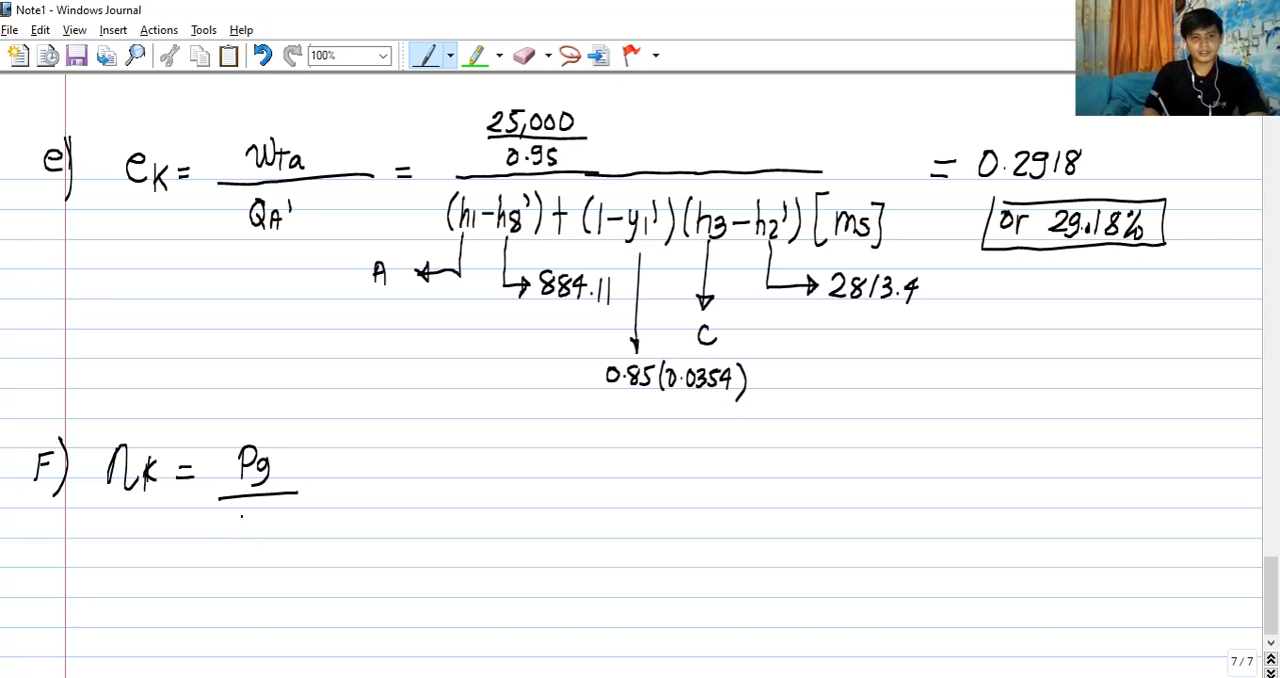 Note1 - Windows Journal
File Edit View Insert Actions Tools Help
100%
e) eK = WTa / QA' = (25,000 / 0.95) / (h1-h8') + (1-y1')(h3-h2')[ms] = 0.2918
or 29.18%
A
884.11
2813.4
C
0.85(0.0354)
F) ηK = Pg
7 / 7